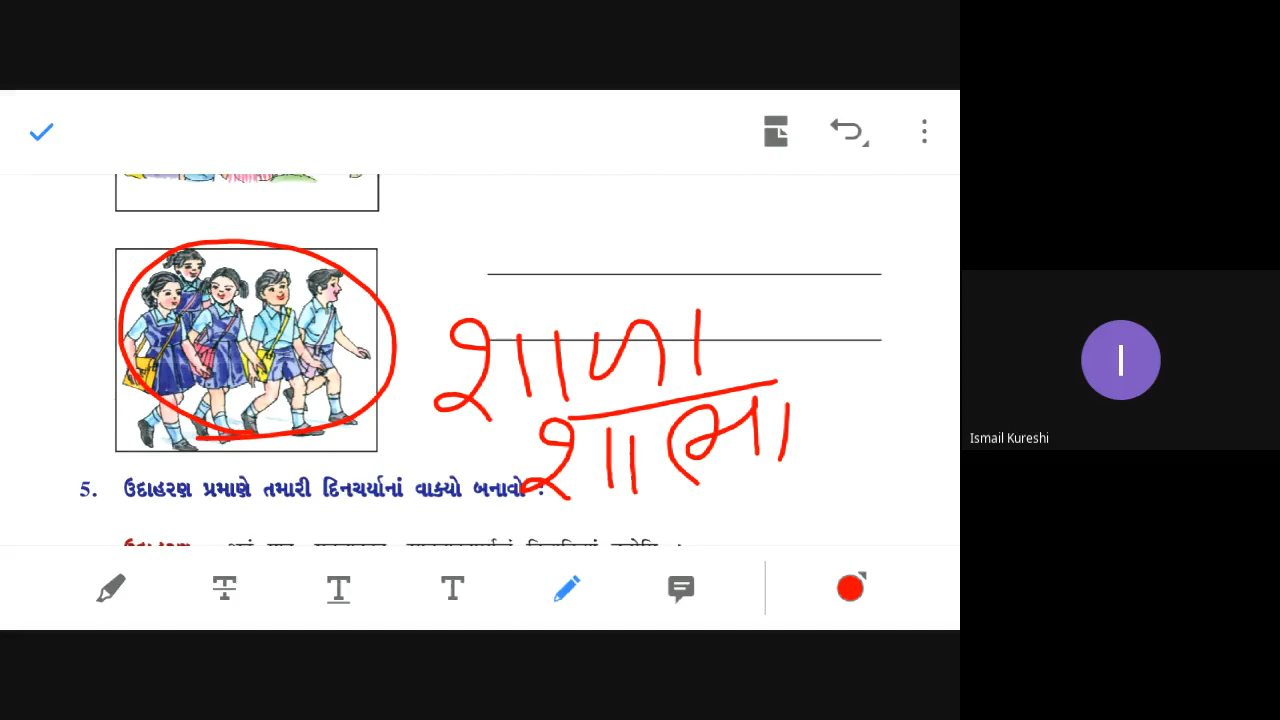 શાળા
શાલા
5. ઉદાહરણ પ્રમાણે તમારી દિનચર્યાનાં વાક્યો બનાવો :
I
Ismail Kureshi